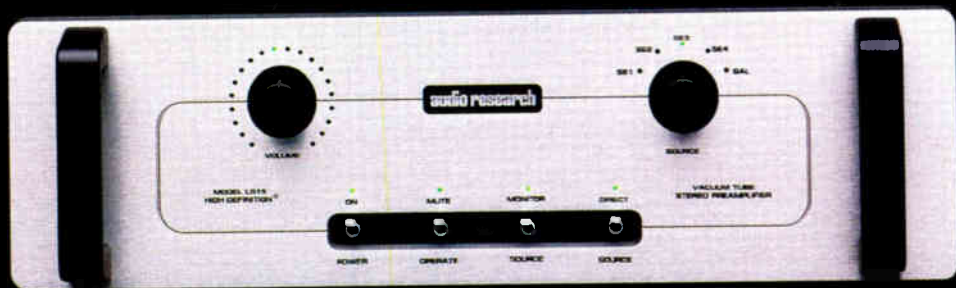 SE3
SE2 SE4
SE1 BAL
audio research
VOLUME
SOURCE
MODEL LS15
HIGH DEFINITION®
VACUUM TUBE
STEREO PREAMPLIFIER
ON MUTE MONITOR DIRECT
POWER OPERATE SOURCE SOURCE